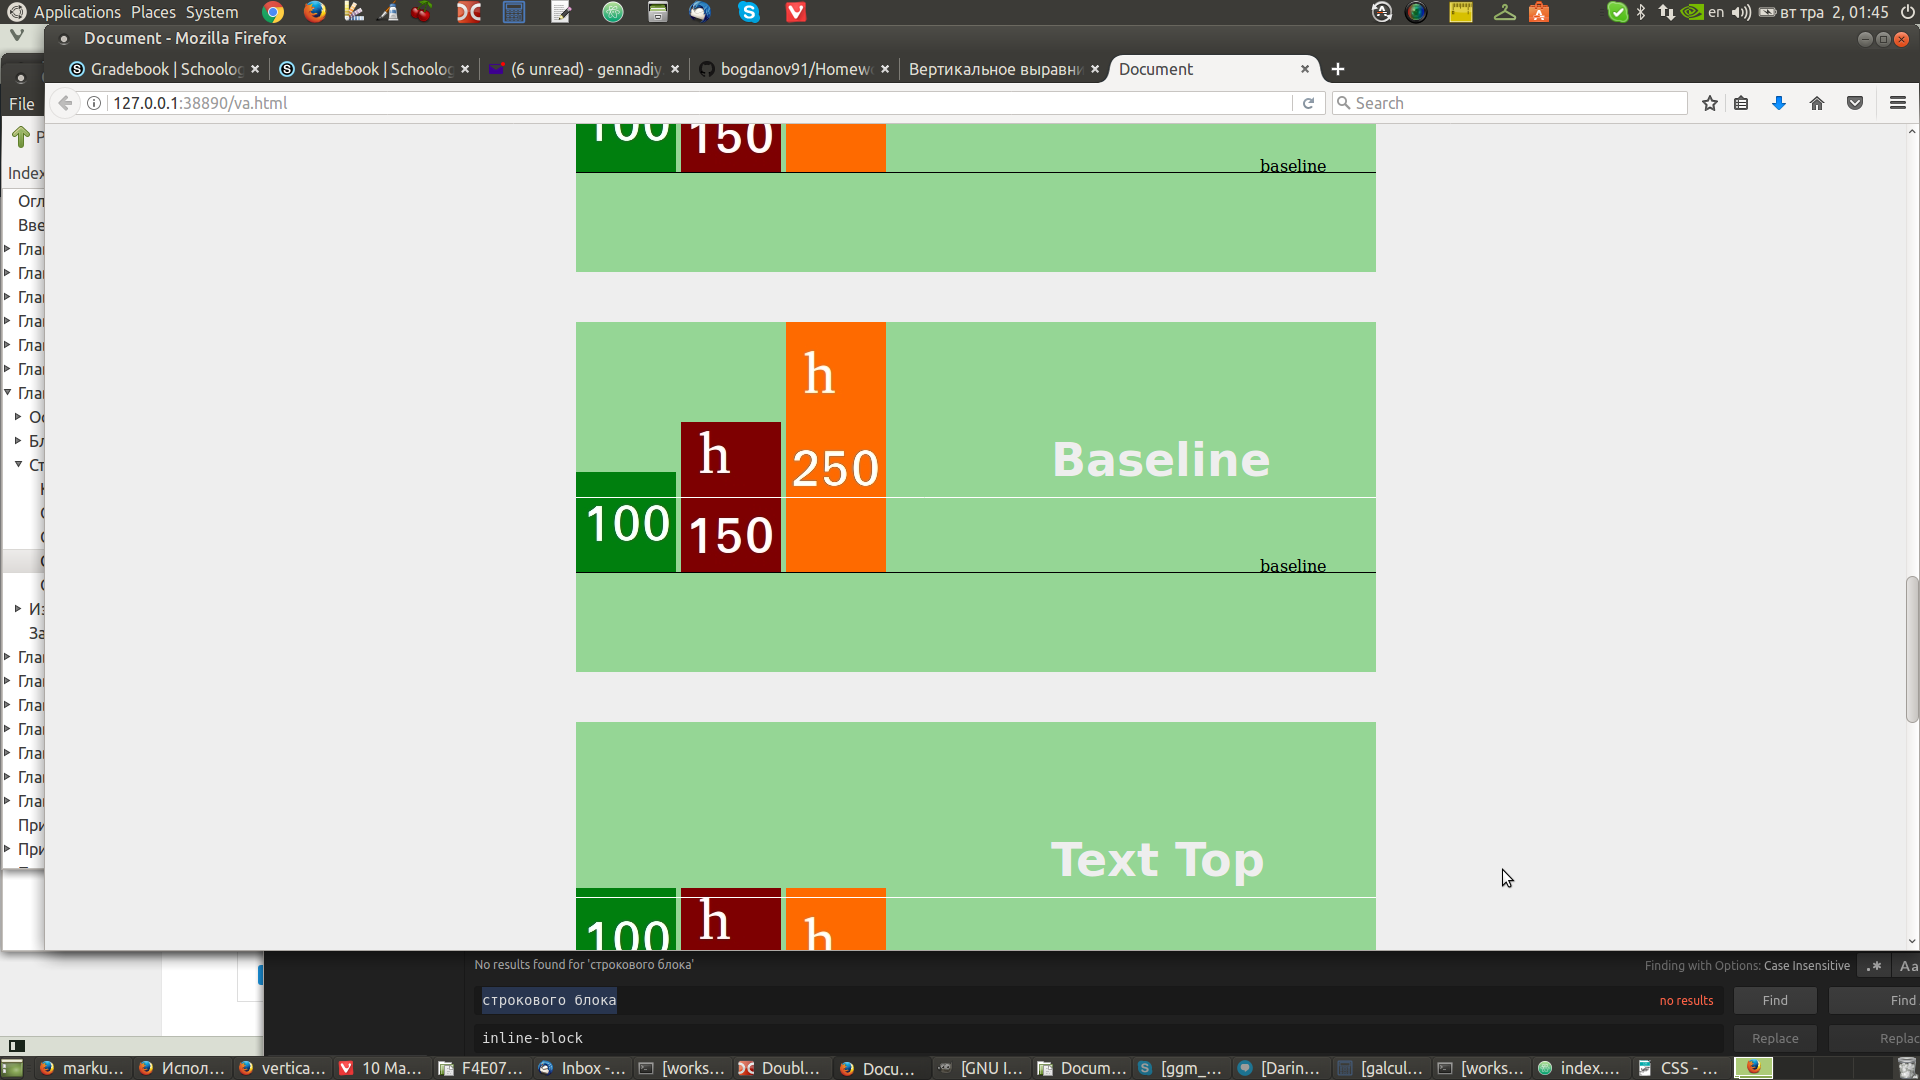 Applications Places System
en
вт тра 2, 01:45
Document - Mozilla Firefox
Gradebook | Schoolog
Gradebook | Schoolog
(6 unread) - gennadiy
bogdanov91/Homew
Вертикальное выравни
Document
File
127.0.0.1:38890/va.html
Search
P
Index
Огл
Вве
Гла
Гла
Гла
Гла
Гла
Гла
Гла
Ос
Бл
Ст
Из
За
Гла
Гла
Гла
Гла
Гла
Гла
Гла
При
При
100
150
baseline
h
h
250
Baseline
100
150
baseline
Text Top
100
h
h
No results found for 'строкового блока'
Finding with Options: Case Insensitive
.*
Aa
строкового блока
no results
Find
Find
inline-block
Replace
Replac
marku...
Испол...
vertica...
10 Ma...
F4E07...
Inbox -...
[works...
Doubl...
Docu...
[GNU I...
Docum...
[ggm_...
[Darin...
[galcul...
[works...
index....
CSS - ...